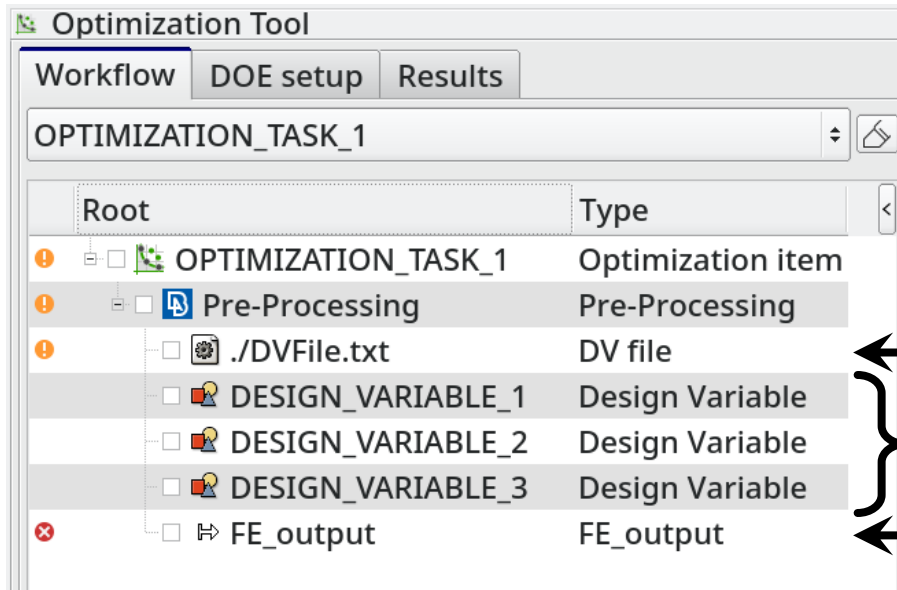 Optimization Tool
Workflow DOE setup Results
OPTIMIZATION_TASK_1
Root Type
OPTIMIZATION_TASK_1 Optimization item
Pre-Processing Pre-Processing
./DVFile.txt DV file
DESIGN_VARIABLE_1 Design Variable
DESIGN_VARIABLE_2 Design Variable
DESIGN_VARIABLE_3 Design Variable
FE_output FE_output